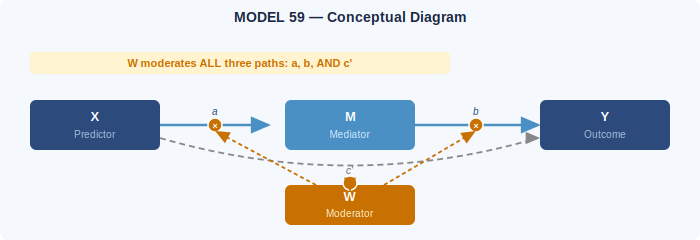 MODEL 59 — Conceptual Diagram
W moderates ALL three paths: a, b, AND c'
a
b
X
Predictor
M
Mediator
Y
Outcome
×
×
c'
W
Moderator